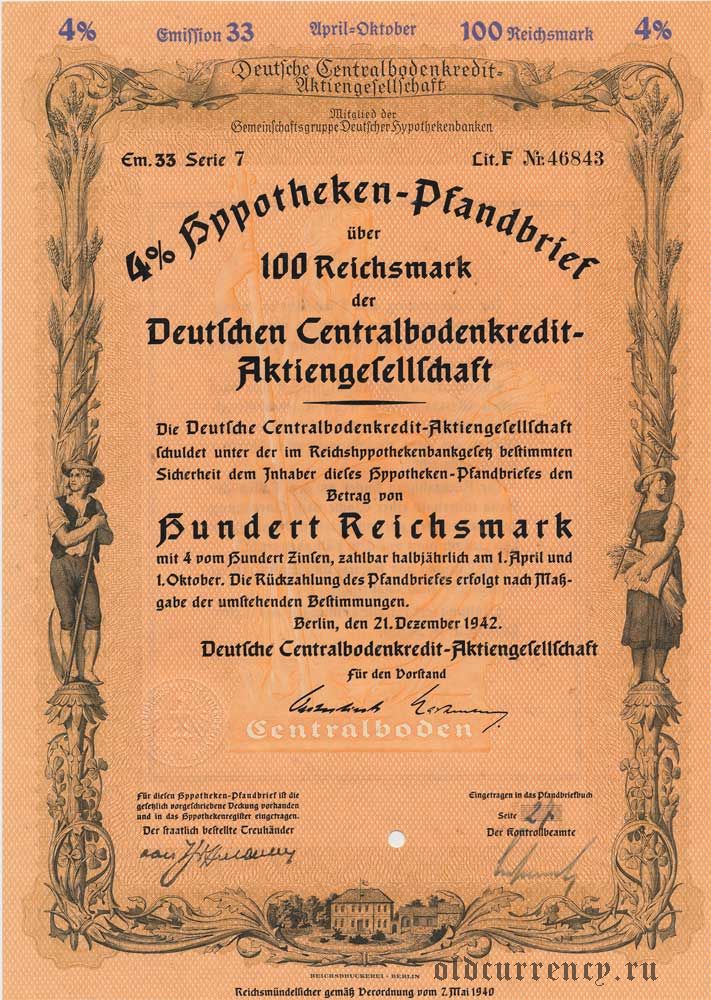 4% Emission 33 April-Oktober 100 Reichsmark 4%
Deutsche Centralbodenkredit-
Aktiengesellschaft
Mitglied der
Gemeinschaftsgruppe Deutscher Hypothekenbanken
Em. 33 Serie 7 Lit. F Nr. 46843
4% Hypotheken-Pfandbrief
über
100 Reichsmark
der
Deutschen Centralbodenkredit-
Aktiengesellschaft
Die Deutsche Centralbodenkredit-Aktiengesellschaft
schuldet unter der im Reichshypothekenbankgesetz bestimmten
Sicherheit dem Inhaber dieses Hypotheken-Pfandbriefes den
Betrag von
Hundert Reichsmark
mit 4 vom Hundert Zinsen, zahlbar halbjährlich am 1. April und
1. Oktober. Die Rückzahlung des Pfandbriefes erfolgt nach Maß-
gabe der umstehenden Bestimmungen.
Berlin, den 21. Dezember 1942.
Deutsche Centralbodenkredit-Aktiengesellschaft
Für den Vorstand
Centralboden
Für diesen Hypotheken-Pfandbrief ist die
gesetzlich vorgeschriebene Deckung vorhanden
und in das Hypothekenregister eingetragen.
Der staatlich bestellte Treuhänder
Eingetragen in das Pfandbriefbuch
Seite
Der Kontrollbeamte
REICHSDRUCKEREI · BERLIN
oldcurrency.ru
Reichsmündelsicher gemäß Verordnung vom 7. Mai 1940